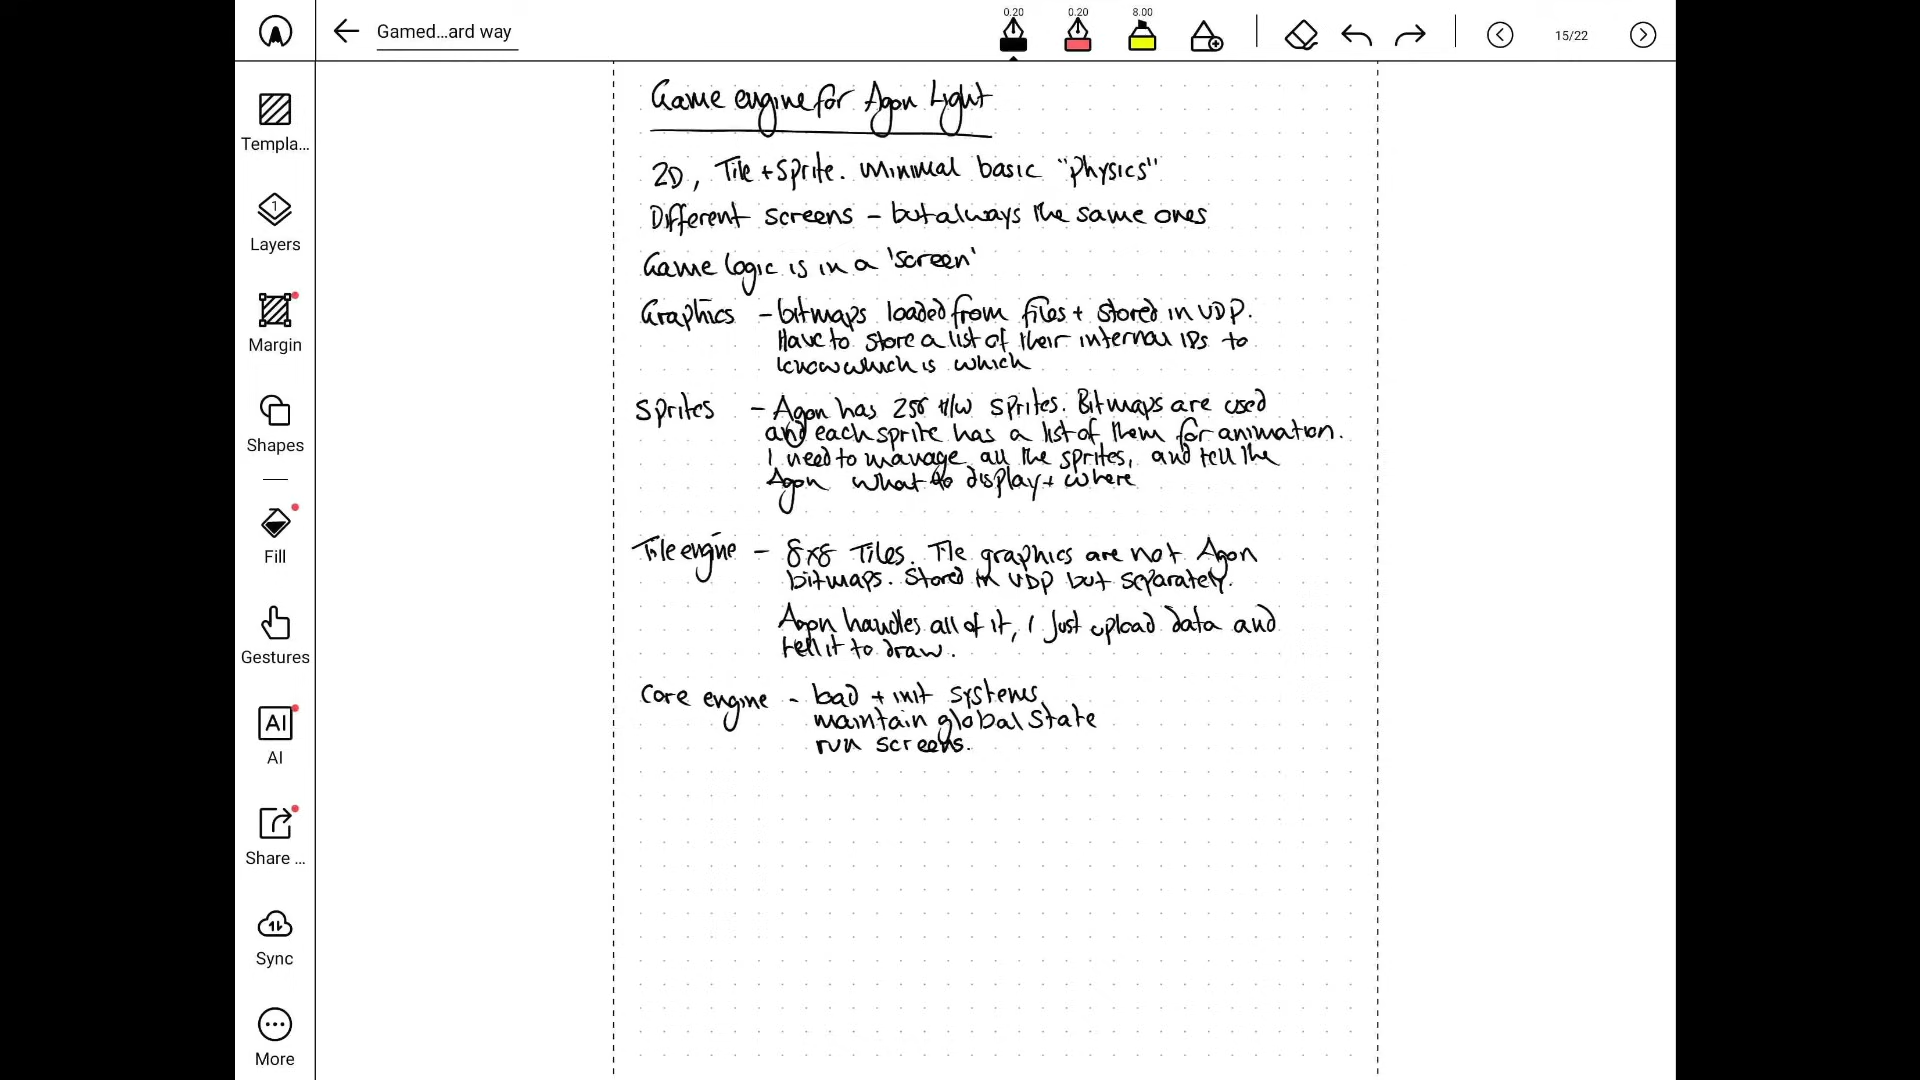 Gamed...ard way
0.20
0.20
8.00
15/22
Templa...
1
Layers
Margin
Shapes
Fill
Gestures
AI
AI
Share ...
Sync
More
Game engine for Agon Light
2D, Tile + Sprite. minimal basic "physics"
Different screens - but always the same ones
Game logic is in a 'screen'
Graphics - bitmaps loaded from files + stored in VDP.
Have to store a list of their internal IDs to
know which is which
Sprites - Agon has 256 H/W sprites. Bitmaps are used
and each sprite has a list of them for animation.
I need to manage all the sprites, and tell the
Agon what to display + where
Tile engine - 8x8 Tiles. Tile graphics are not Agon
bitmaps. Stored in VDP but separately.
Agon handles all of it, I just upload data and
tell it to draw.
Core engine - load + init systems
maintain global state
run screens.